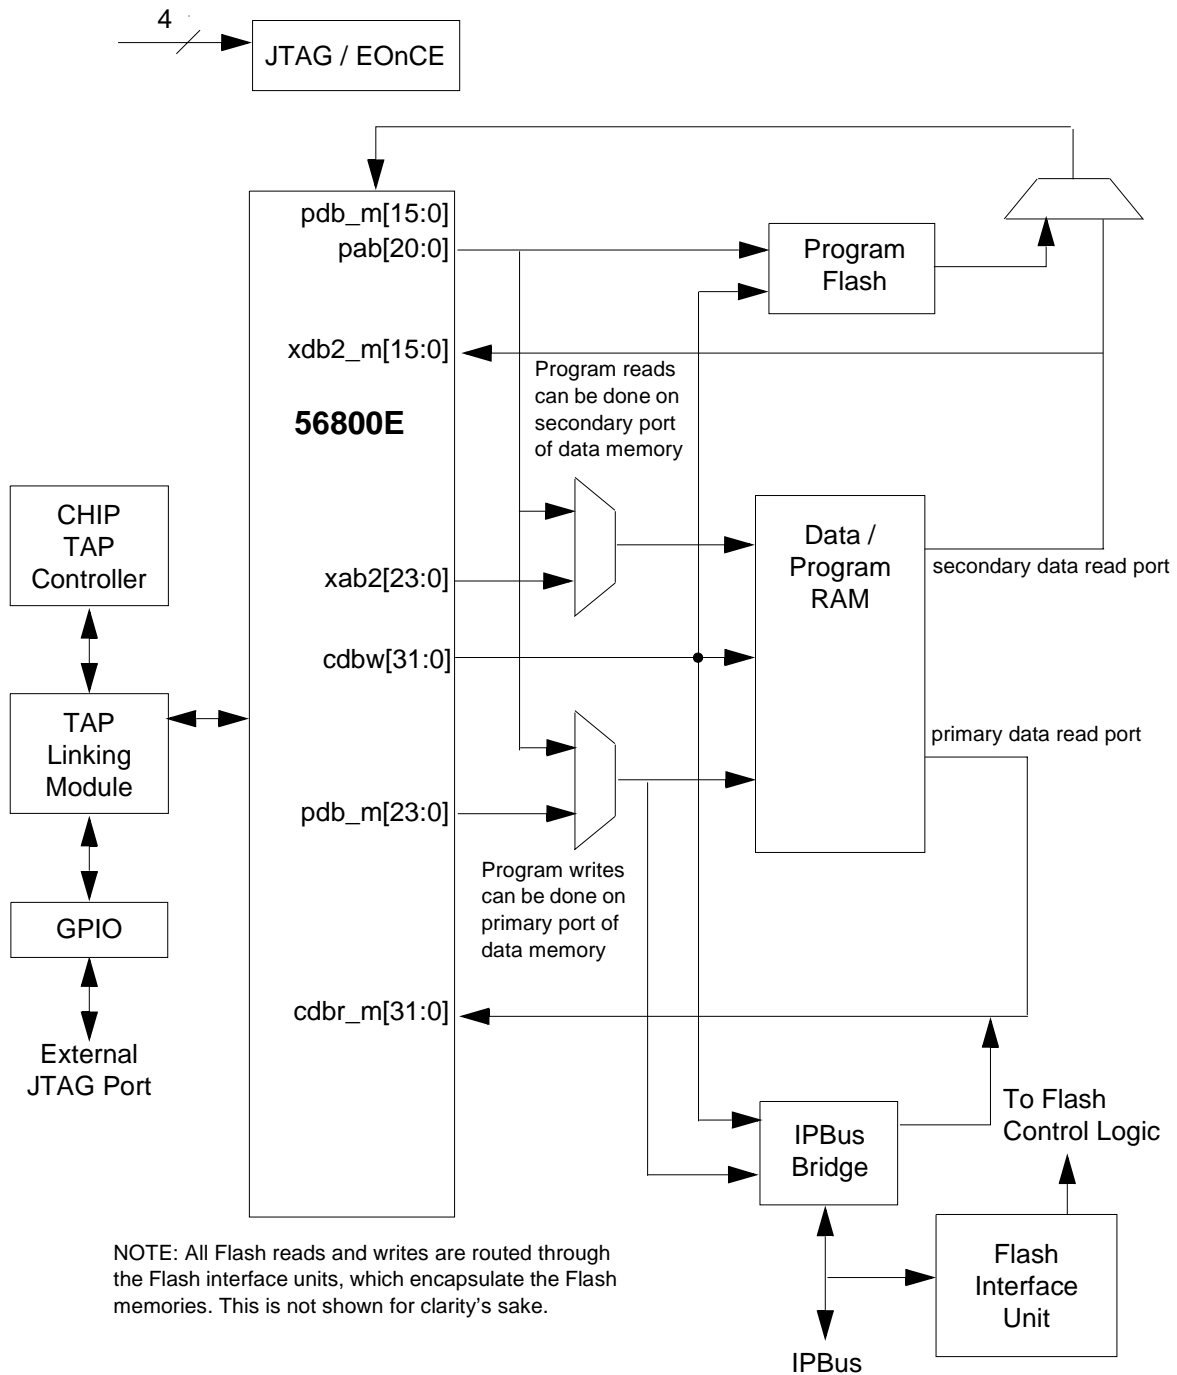 4
JTAG / EOnCE
pdb_m[15:0]
pab[20:0]
Program
Flash
xdb2_m[15:0]
Program reads
can be done on
secondary port
of data memory
56800E
CHIP
TAP
Controller
Data /
Program
RAM
secondary data read port
xab2[23:0]
cdbw[31:0]
TAP
Linking
Module
primary data read port
pdb_m[23:0]
Program writes
can be done on
primary port of
data memory
GPIO
cdbr_m[31:0]
External
JTAG Port
To Flash
Control Logic
IPBus
Bridge
NOTE: All Flash reads and writes are routed through
the Flash interface units, which encapsulate the Flash
memories. This is not shown for clarity's sake.
Flash
Interface
Unit
IPBus